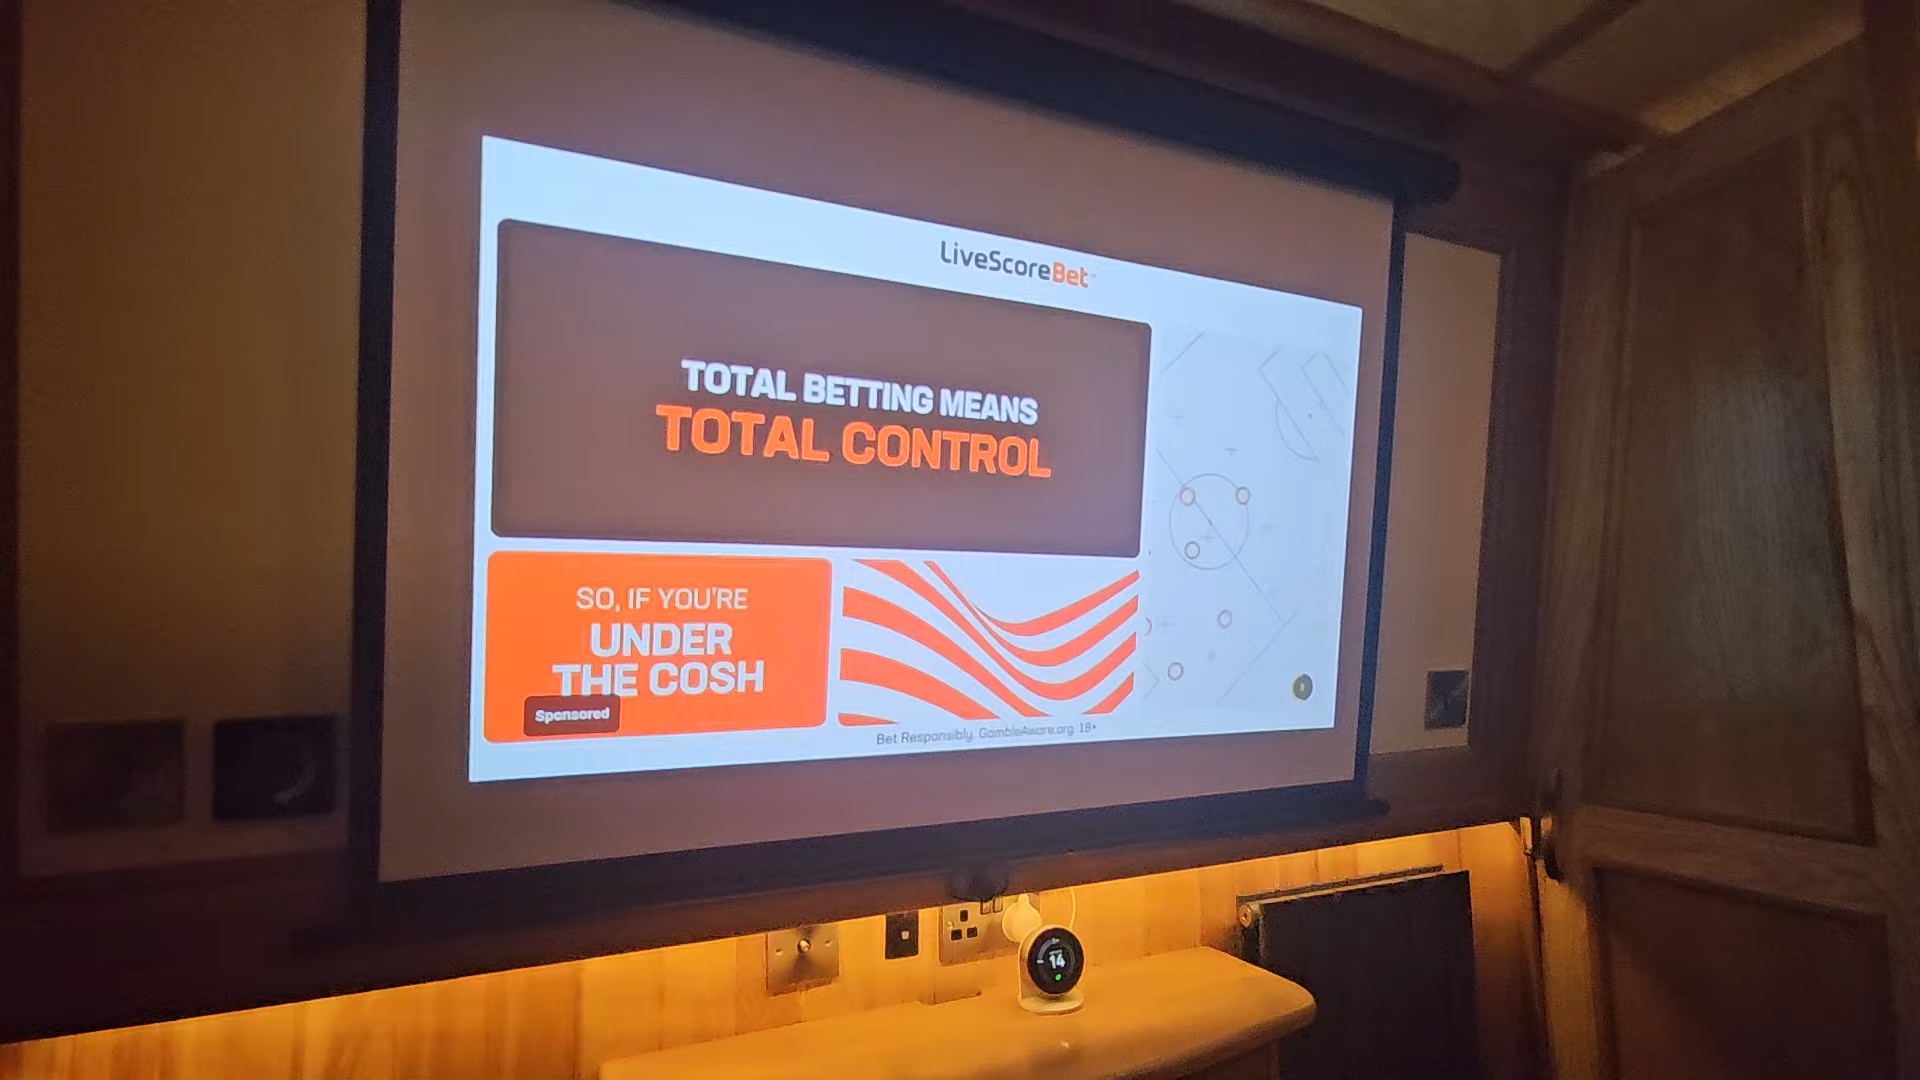 LiveScoreBet
TOTAL BETTING MEANS
TOTAL CONTROL
SO, IF YOU'RE
UNDER
THE COSH
Sponsored
Bet Responsibly. GambleAware.org. 18+
14